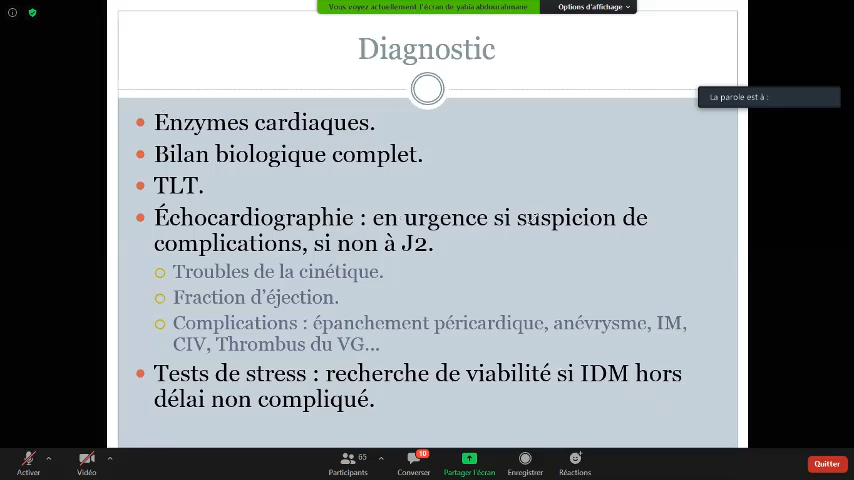 Vous voyez actuellement l'écran de yahia abdourahmane
Options d'affichage
Diagnostic
La parole est à :
Enzymes cardiaques.
Bilan biologique complet.
TLT.
Échocardiographie : en urgence si suspicion de
complications, si non à J2.
Troubles de la cinétique.
Fraction d'éjection.
Complications : épanchement péricardique, anévrysme, IM,
CIV, Thrombus du VG...
Tests de stress : recherche de viabilité si IDM hors
délai non compliqué.
Activer
Vidéo
65
Participants
10
Converser
Partager l'écran
Enregistrer
Réactions
Quitter